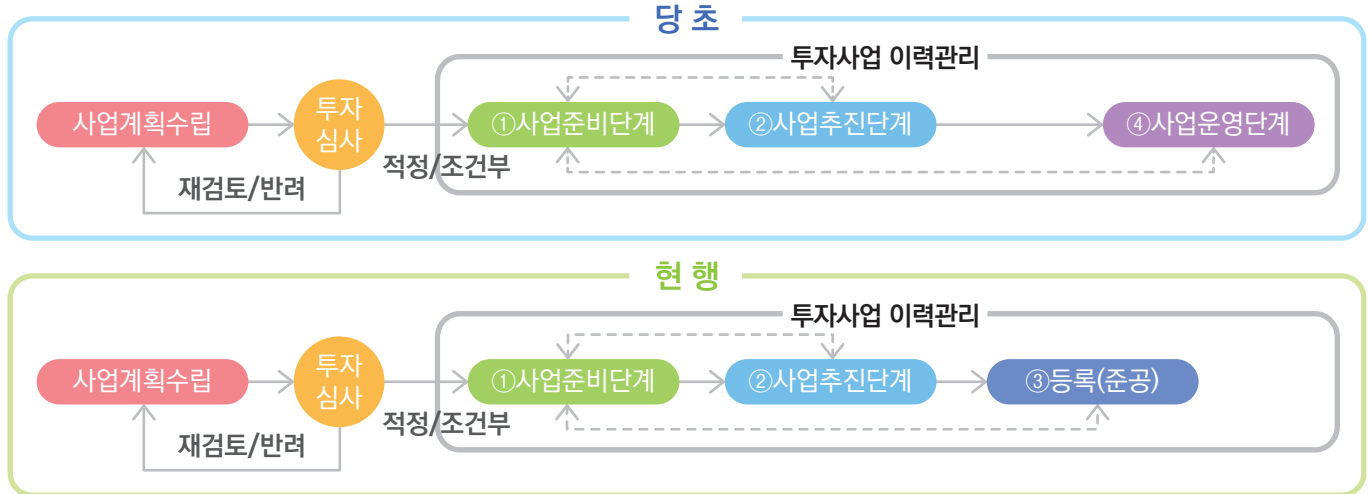 당 초
투자사업 이력관리
사업계획수립
투자
심사
①사업준비단계
②사업추진단계
④사업운영단계
적정/조건부
재검토/반려
현 행
투자사업 이력관리
사업계획수립
투자
심사
①사업준비단계
②사업추진단계
③등록(준공)
적정/조건부
재검토/반려